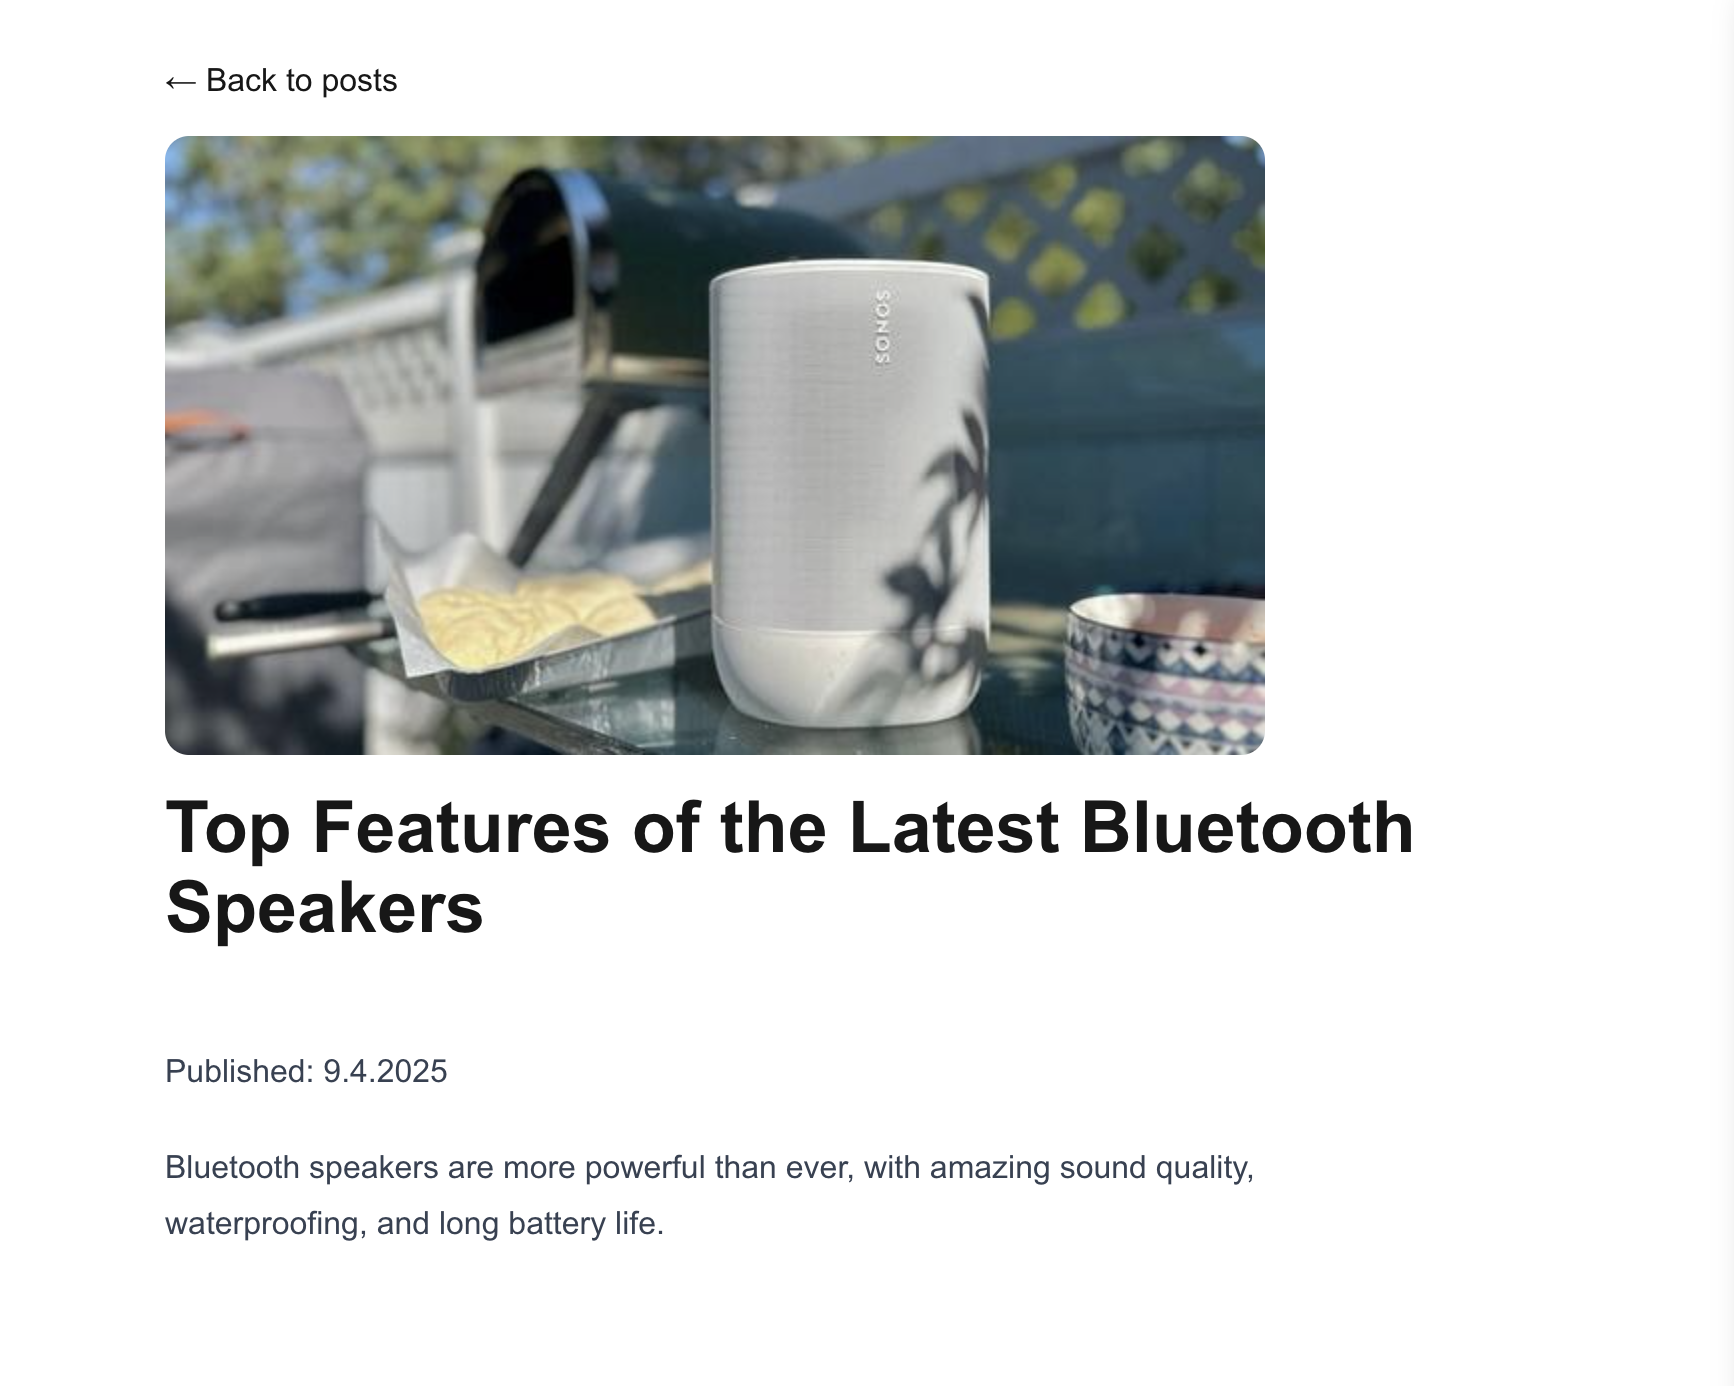 ← Back to posts
SONOS
Top Features of the Latest Bluetooth
Speakers
Published: 9.4.2025
Bluetooth speakers are more powerful than ever, with amazing sound quality,
waterproofing, and long battery life.